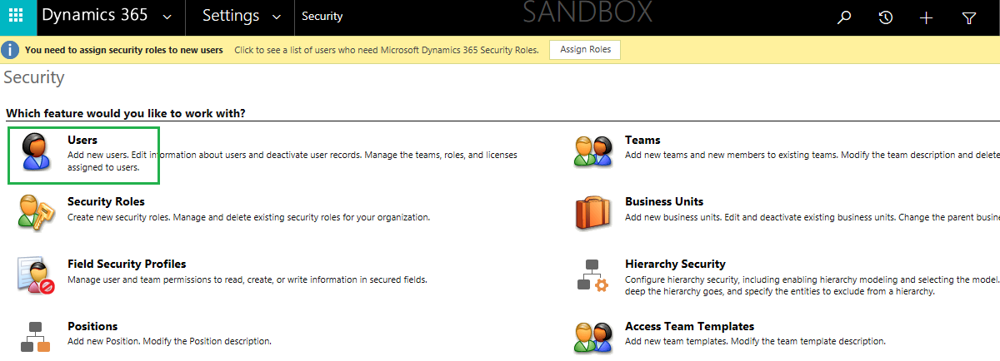 Dynamics 365 Settings Security SANDBOX
You need to assign security roles to new users Click to see a list of users who need Microsoft Dynamics 365 Security Roles. Assign Roles
Security
Which feature would you like to work with?
Users
Add new users. Edit information about users and deactivate user records. Manage the teams, roles, and licenses
assigned to users.
Teams
Add new teams and new members to existing teams. Modify the team description and delete
Security Roles
Create new security roles. Manage and delete existing security roles for your organization.
Business Units
Add new business units. Edit and deactivate existing business units. Change the parent busine
Field Security Profiles
Manage user and team permissions to read, create, or write information in secured fields.
Hierarchy Security
Configure hierarchy security, including enabling hierarchy modeling and selecting the model.
deep the hierarchy goes, and specify the entities to exclude from a hierarchy.
Positions
Add new Position. Modify the Position description.
Access Team Templates
Add new team templates. Modify the team template description.